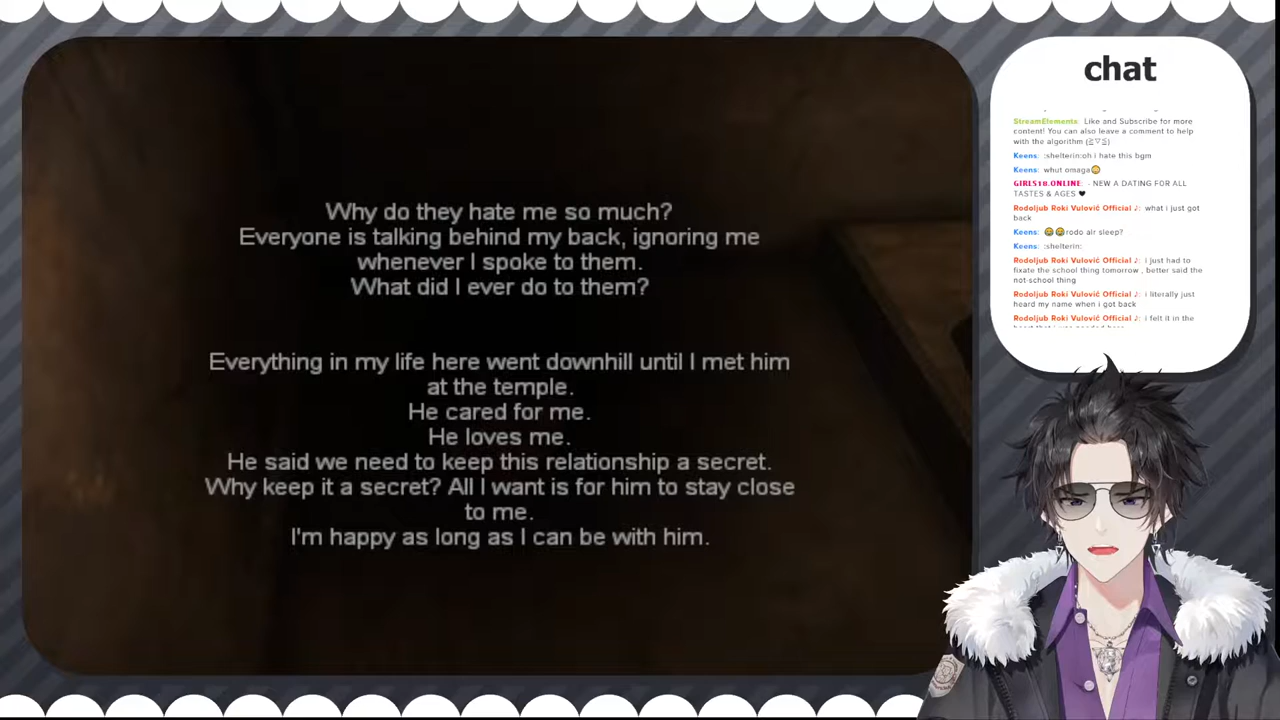 Why do they hate me so much?
Everyone is talking behind my back, ignoring me
whenever I spoke to them.
What did I ever do to them?
Everything in my life here went downhill until I met him
at the temple.
He cared for me.
He loves me.
He said we need to keep this relationship a secret.
Why keep it a secret? All I want is for him to stay close
to me.
I'm happy as long as I can be with him.
chat
StreamElements: Like and Subscribe for more
content! You can also leave a comment to help
with the algorithm (≧▽≦)
Keens: :shelterin:oh i hate this bgm
Keens: whut omaga😆
GIRLS18.ONLINE: - NEW A DATING FOR ALL
TASTES & AGES ♥
Rodoljub Roki Vulović Official ♪: what i just got
back
Keens: 😆😆rodo air sleep?
Keens: :shelterin:
Rodoljub Roki Vulović Official ♪: i just had to
fixate the school thing tomorrow , better said the
not-school thing
Rodoljub Roki Vulović Official ♪: i literally just
heard my name when i got back
Rodoljub Roki Vulović Official ♪: i felt it in the